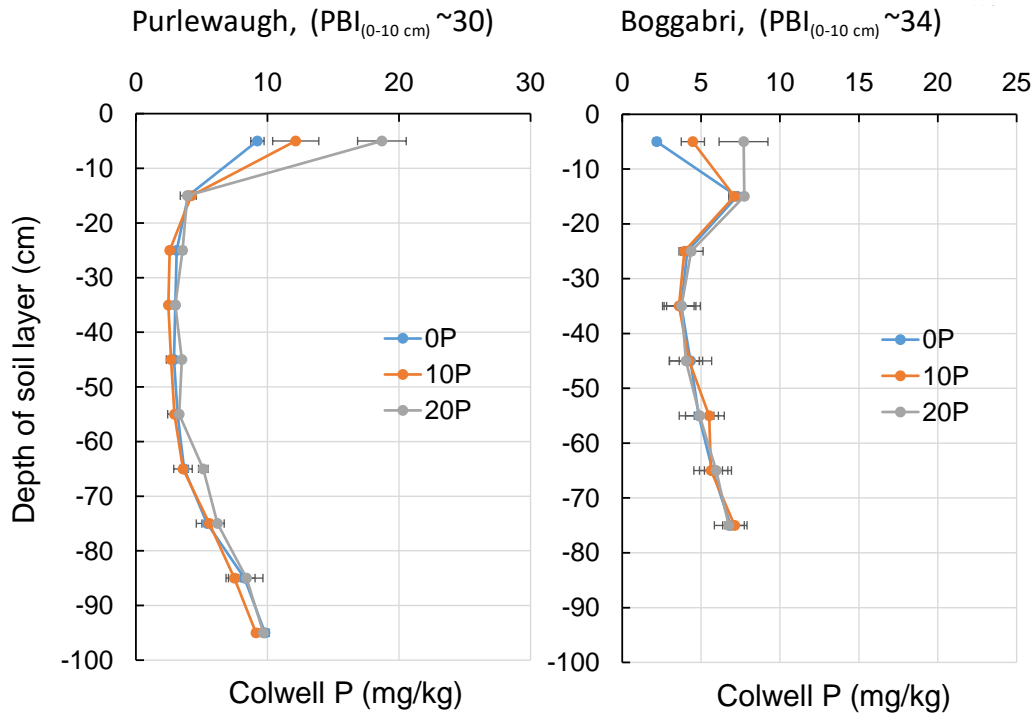 Purlewaugh, (PBI(0-10 cm) ~30)
Boggabri, (PBI(0-10 cm) ~34)
0 10 20 30
0 5 10 15 20 25
0
-10
-20
-30
-40
-50
-60
-70
-80
-90
-100
Depth of soil layer (cm)
0P
10P
20P
Colwell P (mg/kg)
0
-10
-20
-30
-40
-50
-60
-70
-80
-90
-100
0P
10P
20P
Colwell P (mg/kg)